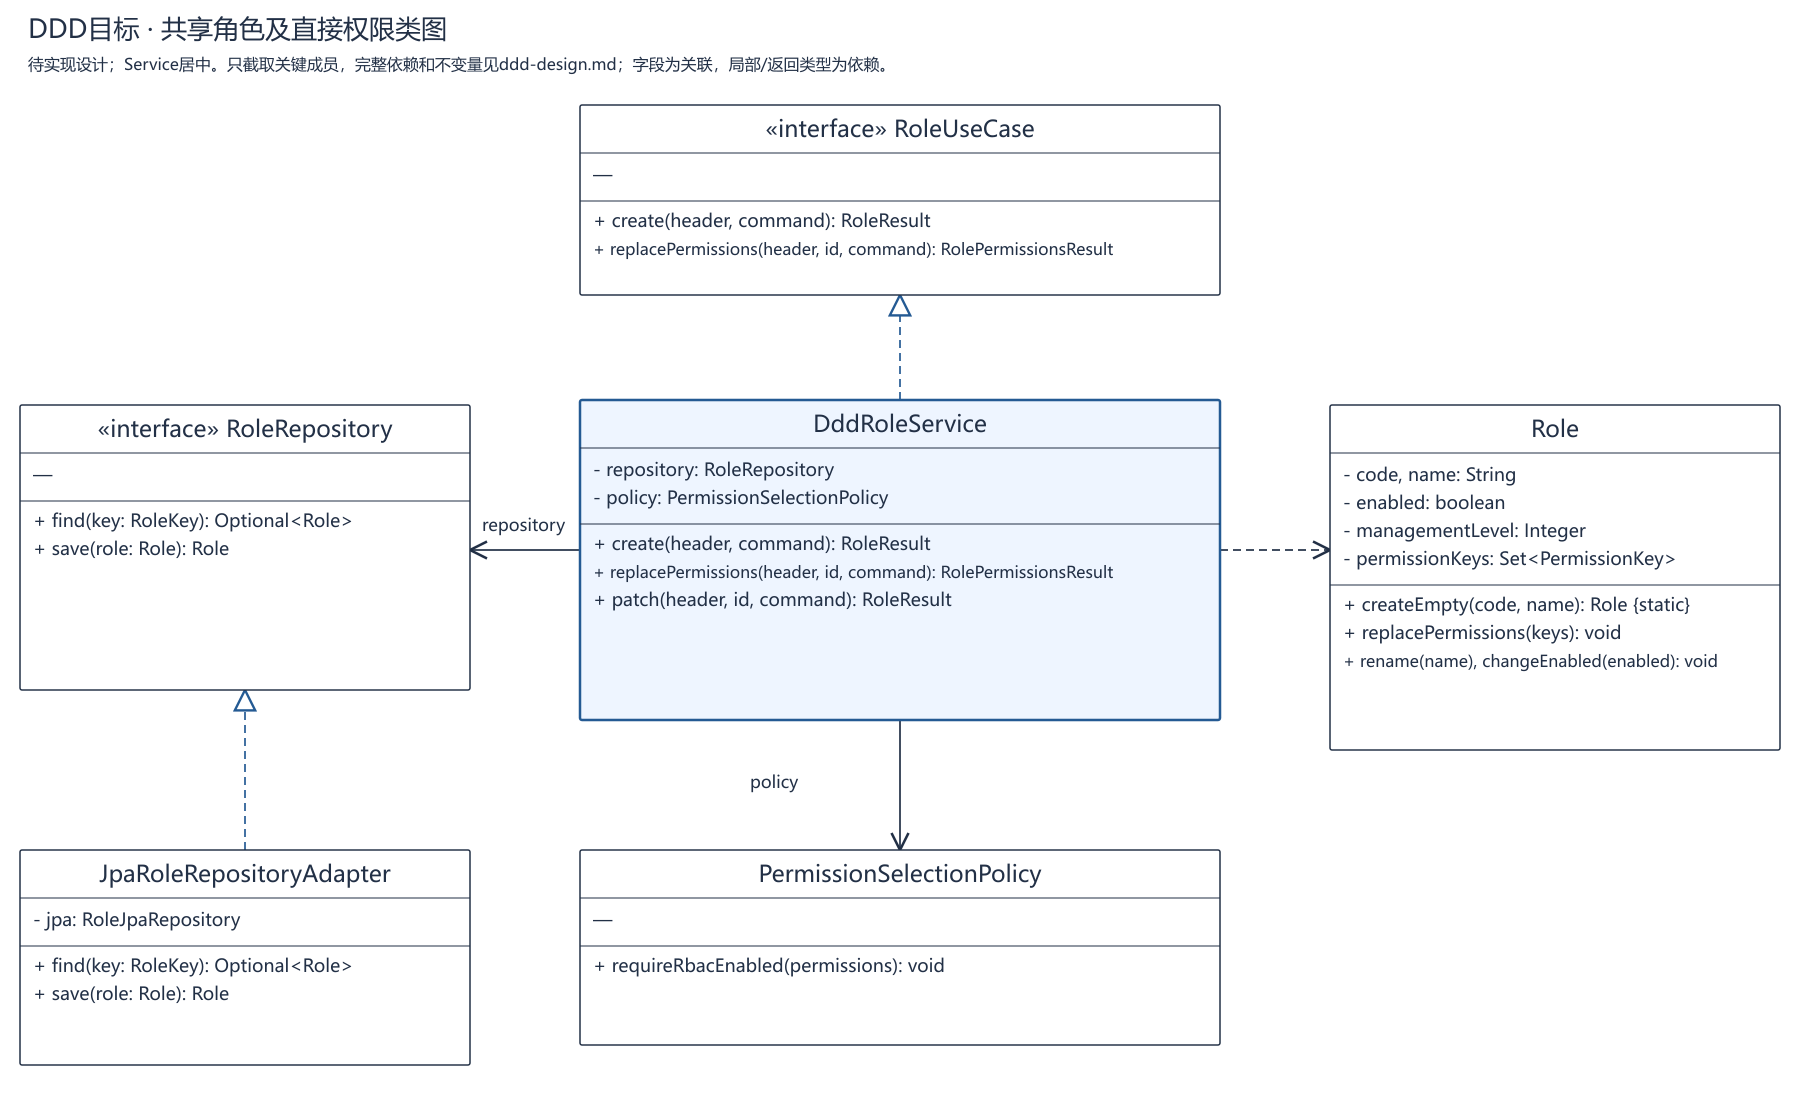 DDD目标 · 共享角色及直接权限类图
待实现设计；Service居中。只截取关键成员，完整依赖和不变量见ddd-design.md；字段为关联，局部/返回类型为依赖。
«interface» RoleUseCase
—
+ create(header, command): RoleResult
+ replacePermissions(header, id, command): RolePermissionsResult
«interface» RoleRepository
—
+ find(key: RoleKey): Optional<Role>
+ save(role: Role): Role
repository
DddRoleService
- repository: RoleRepository
- policy: PermissionSelectionPolicy
+ create(header, command): RoleResult
+ replacePermissions(header, id, command): RolePermissionsResult
+ patch(header, id, command): RoleResult
Role
- code, name: String
- enabled: boolean
- managementLevel: Integer
- permissionKeys: Set<PermissionKey>
+ createEmpty(code, name): Role {static}
+ replacePermissions(keys): void
+ rename(name), changeEnabled(enabled): void
policy
JpaRoleRepositoryAdapter
- jpa: RoleJpaRepository
+ find(key: RoleKey): Optional<Role>
+ save(role: Role): Role
PermissionSelectionPolicy
—
+ requireRbacEnabled(permissions): void